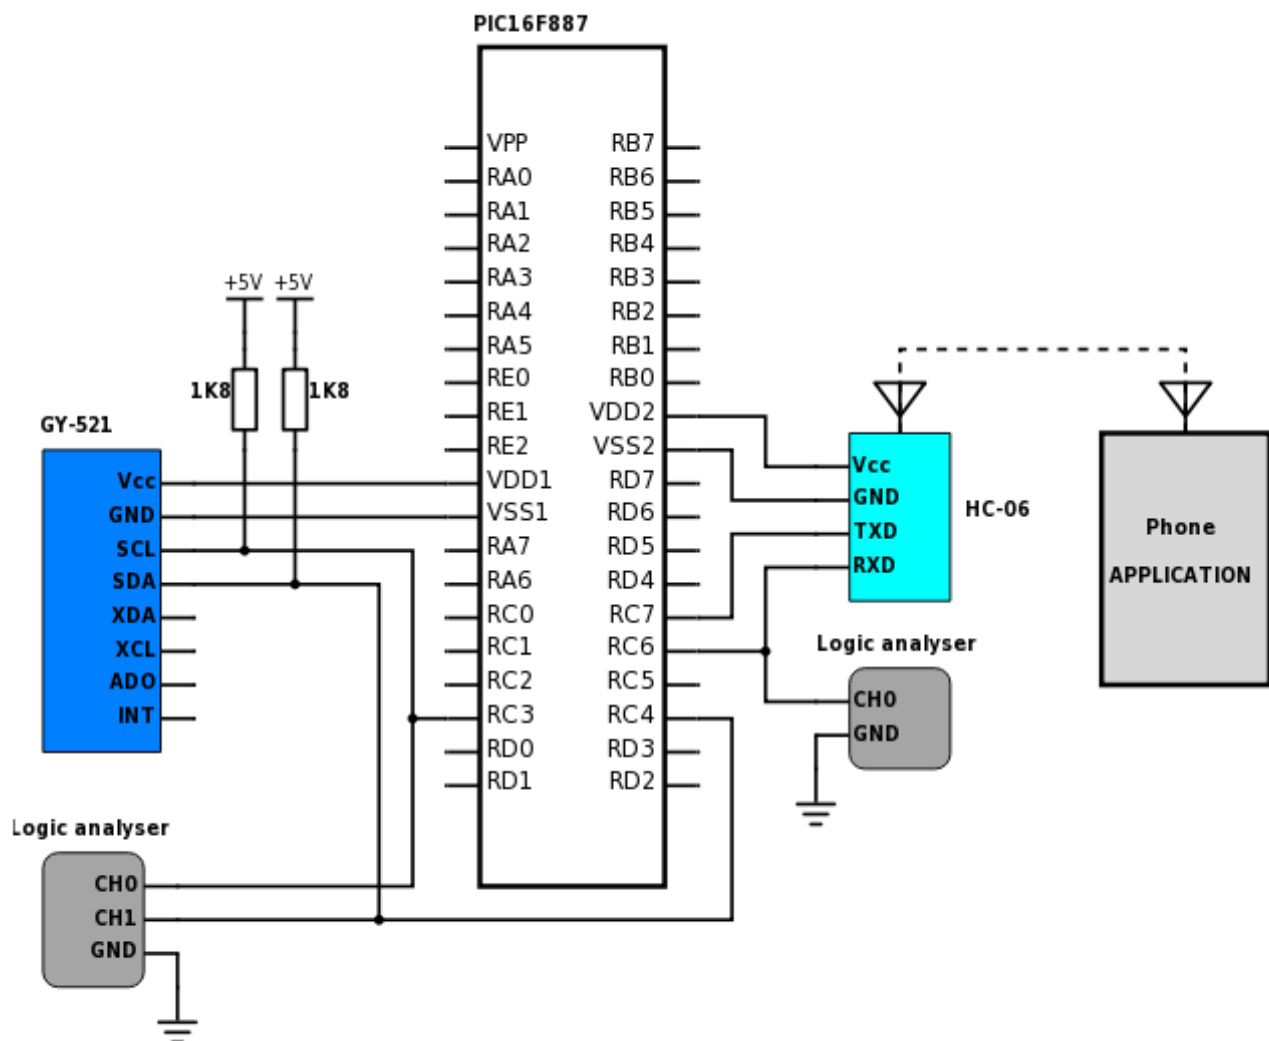 PIC16F887
VPP RB7
RA0 RB6
RA1 RB5
RA2 RB4
RA3 RB3
RA4 RB2
RA5 RB1
RE0 RB0
RE1 VDD2
RE2 VSS2
VDD1 RD7
VSS1 RD6
RA7 RD5
RA6 RD4
RC0 RC7
RC1 RC6
RC2 RC5
RC3 RC4
RD0 RD3
RD1 RD2
+5V +5V
1K8 1K8
GY-521
Vcc
GND
SCL
SDA
XDA
XCL
ADO
INT
Logic analyser
CH0
CH1
GND
Vcc
GND
TXD
RXD
HC-06
Logic analyser
CH0
GND
Phone
APPLICATION